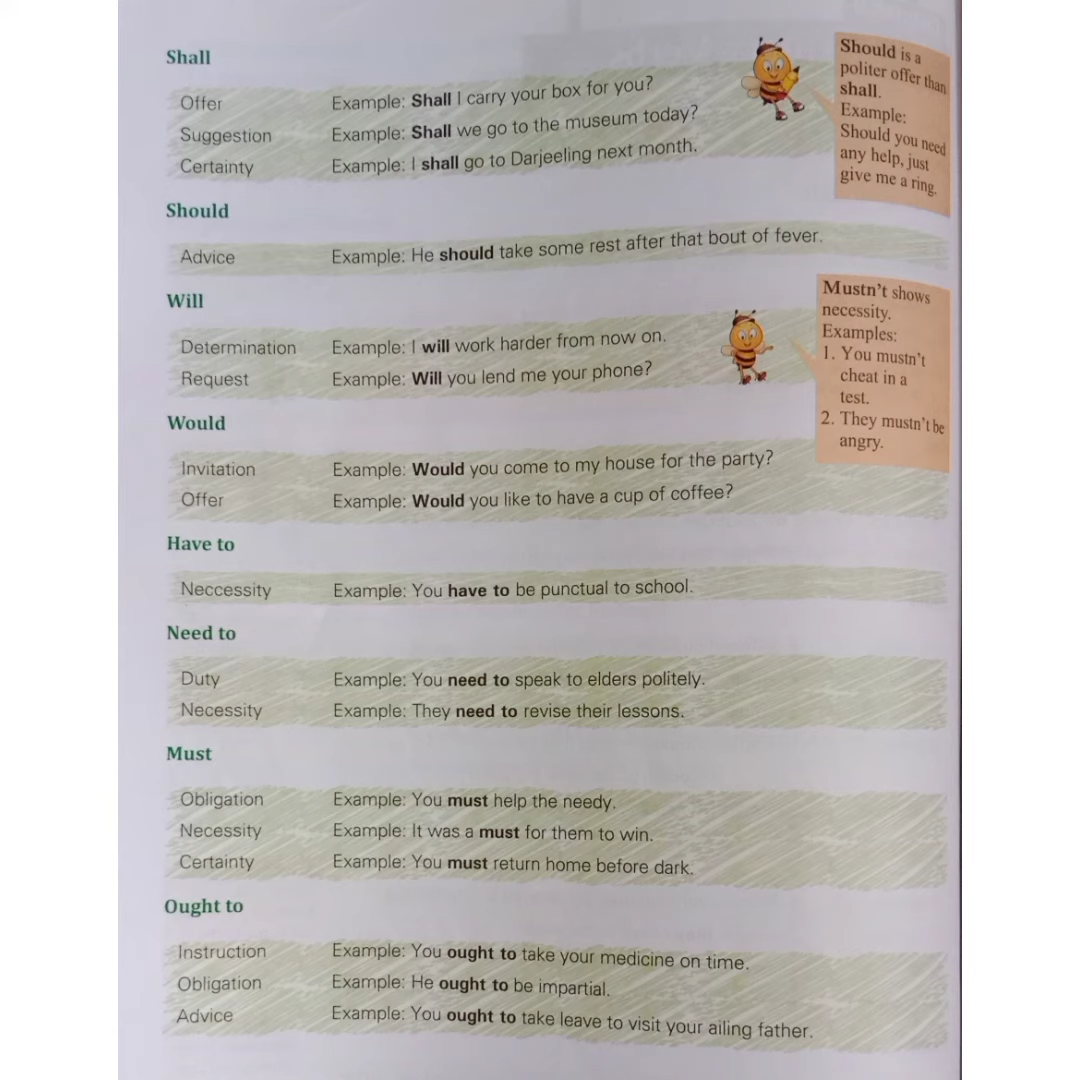 Shall
Offer Example: Shall I carry your box for you?
Suggestion Example: Shall we go to the museum today?
Certainty Example: I shall go to Darjeeling next month.
Should is a
politer offer than
shall.
Example:
Should you need
any help, just
give me a ring.
Should
Advice Example: He should take some rest after that bout of fever.
Will
Determination Example: I will work harder from now on.
Request Example: Will you lend me your phone?
Mustn't shows
necessity.
Examples:
1. You mustn't
cheat in a
test.
2. They mustn't be
angry.
Would
Invitation Example: Would you come to my house for the party?
Offer Example: Would you like to have a cup of coffee?
Have to
Neccessity Example: You have to be punctual to school.
Need to
Duty Example: You need to speak to elders politely.
Necessity Example: They need to revise their lessons.
Must
Obligation Example: You must help the needy.
Necessity Example: It was a must for them to win.
Certainty Example: You must return home before dark.
Ought to
Instruction Example: You ought to take your medicine on time.
Obligation Example: He ought to be impartial.
Advice Example: You ought to take leave to visit your ailing father.